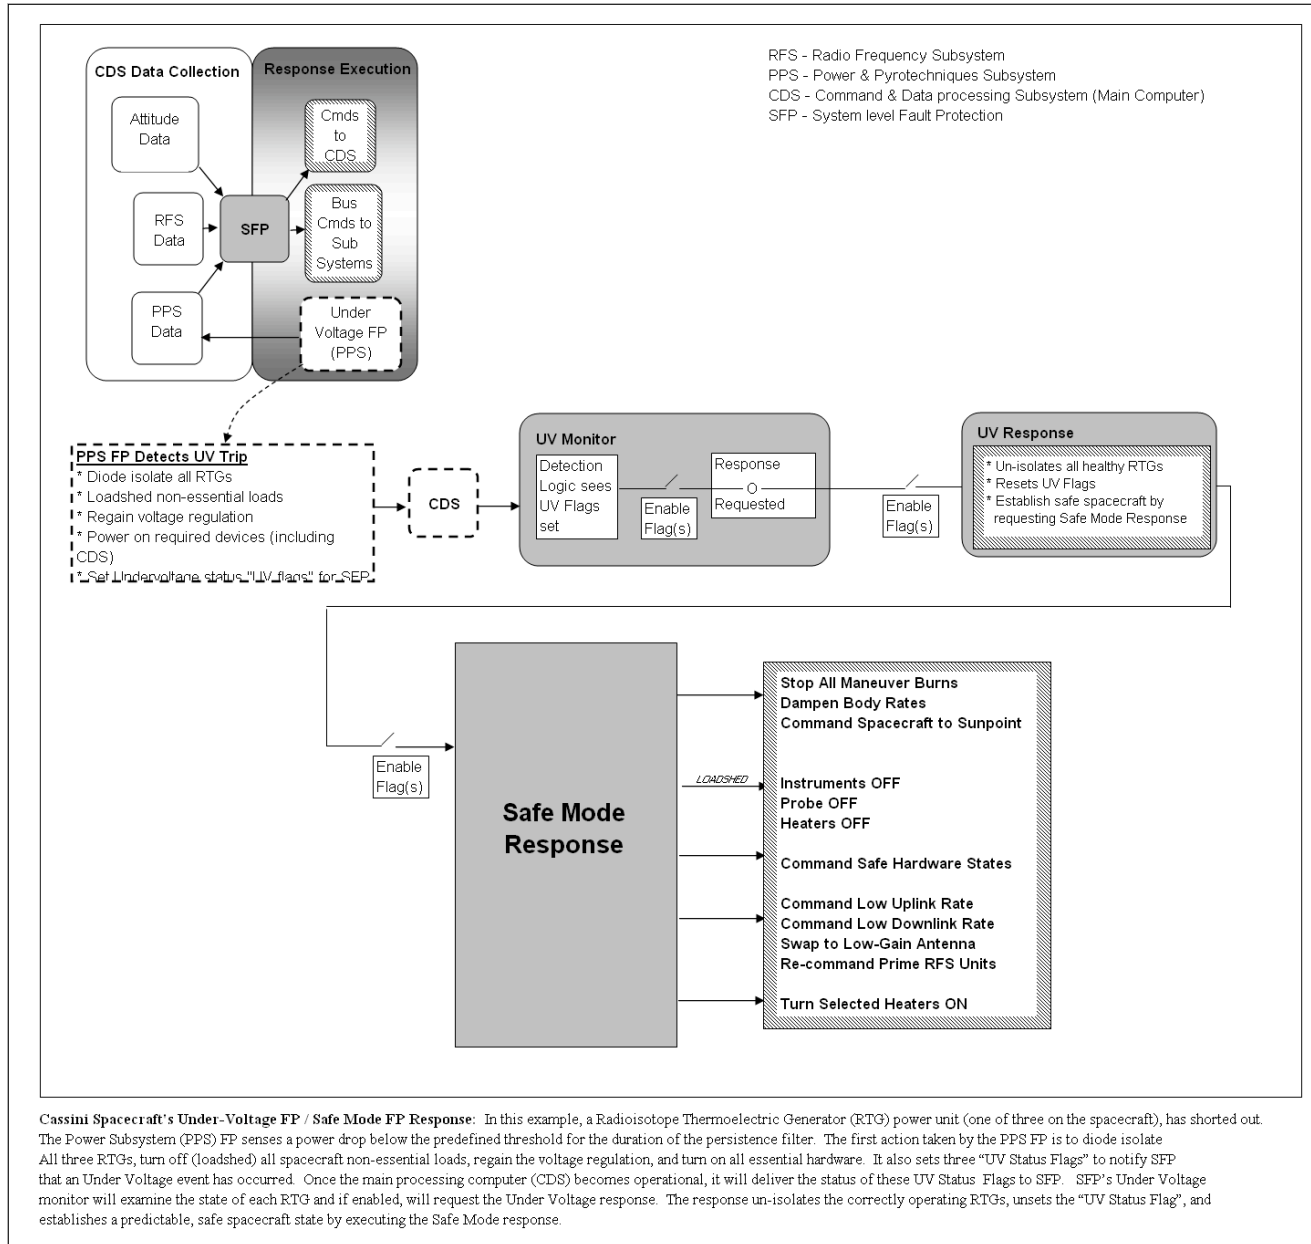 CDS Data Collection
Response Execution
Attitude
Data
RFS
Data
PPS
Data
SFP
Cmds
to
CDS
Bus
Cmds to
Sub
Systems
Under
Voltage FP
(PPS)
RFS - Radio Frequency Subsystem
PPS - Power & Pyrotechniques Subsystem
CDS - Command & Data processing Subsystem (Main Computer)
SFP - System level Fault Protection
PPS FP Detects UV Trip
* Diode isolate all RTGs
* Loadshed non-essential loads
* Regain voltage regulation
* Power on required devices (including
CDS)
* Set Undervoltage status "UV flags" for SFP
CDS
UV Monitor
Detection
Logic sees
UV Flags
set
Enable
Flag(s)
Response
Requested
Enable
Flag(s)
UV Response
* Un-isolates all healthy RTGs
* Resets UV Flags
* Establish safe spacecraft by
requesting Safe Mode Response
Enable
Flag(s)
Safe Mode
Response
LOADSHED
Stop All Maneuver Burns
Dampen Body Rates
Command Spacecraft to Sunpoint
Instruments OFF
Probe OFF
Heaters OFF
Command Safe Hardware States
Command Low Uplink Rate
Command Low Downlink Rate
Swap to Low-Gain Antenna
Re-command Prime RFS Units
Turn Selected Heaters ON
Cassini Spacecraft's Under-Voltage FP / Safe Mode FP Response: In this example, a Radioisotope Thermoelectric Generator (RTG) power unit (one of three on the spacecraft), has shorted out.
The Power Subsystem (PPS) FP senses a power drop below the predefined threshold for the duration of the persistence filter. The first action taken by the PPS FP is to diode isolate
All three RTGs, turn off (loadshed) all spacecraft non-essential loads, regain the voltage regulation, and turn on all essential hardware. It also sets three "UV Status Flags" to notify SFP
that an Under Voltage event has occurred. Once the main processing computer (CDS) becomes operational, it will deliver the status of these UV Status Flags to SFP. SFP's Under Voltage
monitor will examine the state of each RTG and if enabled, will request the Under Voltage response. The response un-isolates the correctly operating RTGs, unsets the "UV Status Flag", and
establishes a predictable, safe spacecraft state by executing the Safe Mode response.